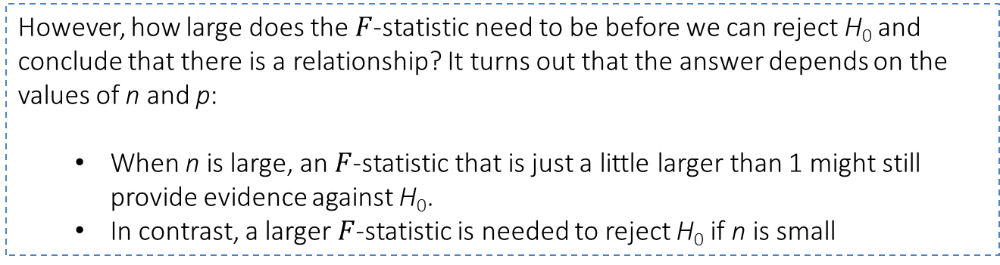 However, how large does the F-statistic need to be before we can reject H₀ and
conclude that there is a relationship? It turns out that the answer depends on the
values of n and p:
• When n is large, an F-statistic that is just a little larger than 1 might still
provide evidence against H₀.
• In contrast, a larger F-statistic is needed to reject H₀ if n is small